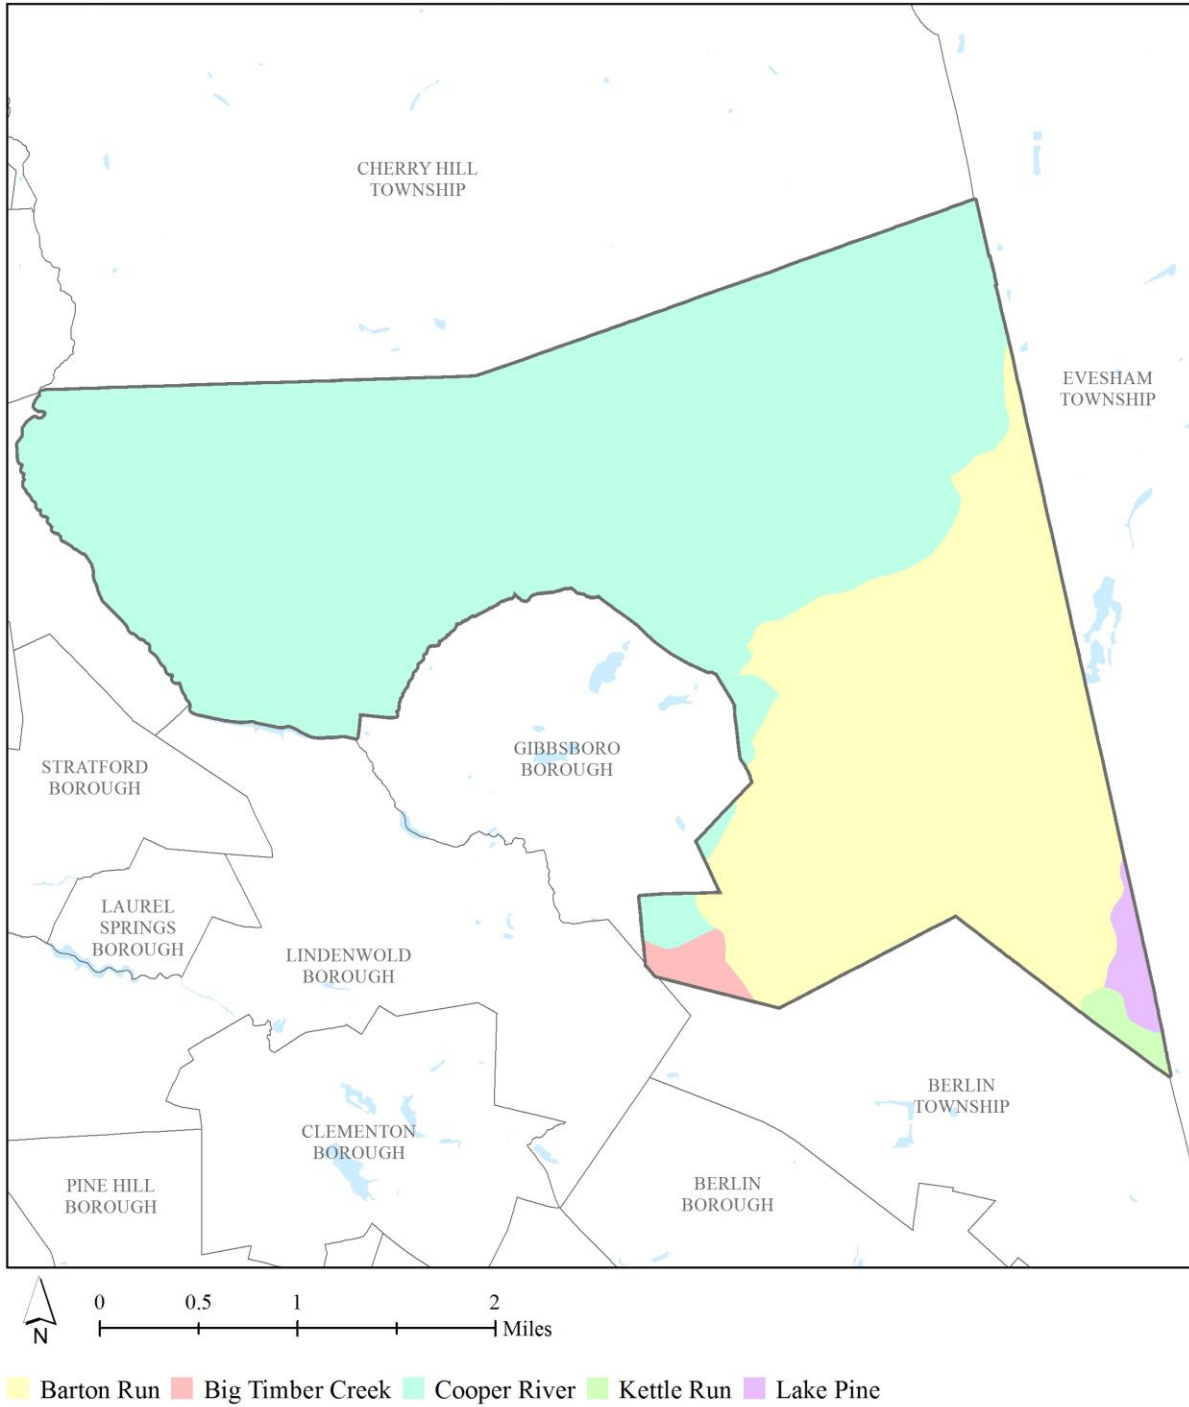 CHERRY HILL
TOWNSHIP
EVESHAM
TOWNSHIP
GIBBSBORO
BOROUGH
STRATFORD
BOROUGH
LAUREL
SPRINGS
BOROUGH
LINDENWOLD
BOROUGH
BERLIN
TOWNSHIP
CLEMENTON
BOROUGH
PINE HILL
BOROUGH
BERLIN
BOROUGH
N
0 0.5 1 2
Miles
Barton Run Big Timber Creek Cooper River Kettle Run Lake Pine